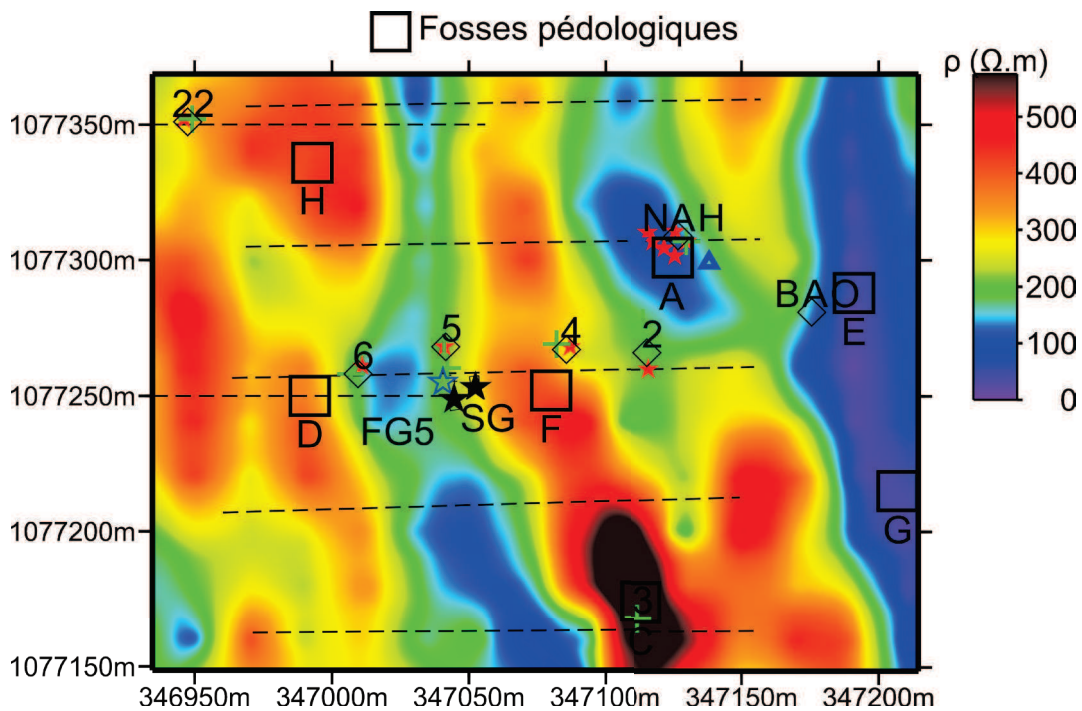 Fosses pédologiques
ρ (Ω.m)
22
1077350m
500
H
NAH
400
1077300m
A
BAO
E
300
5
4
2
6
200
1077250m
D
FG5
SG
F
100
G
0
1077200m
3
C
1077150m
346950m 347000m 347050m 347100m 347150m 347200m